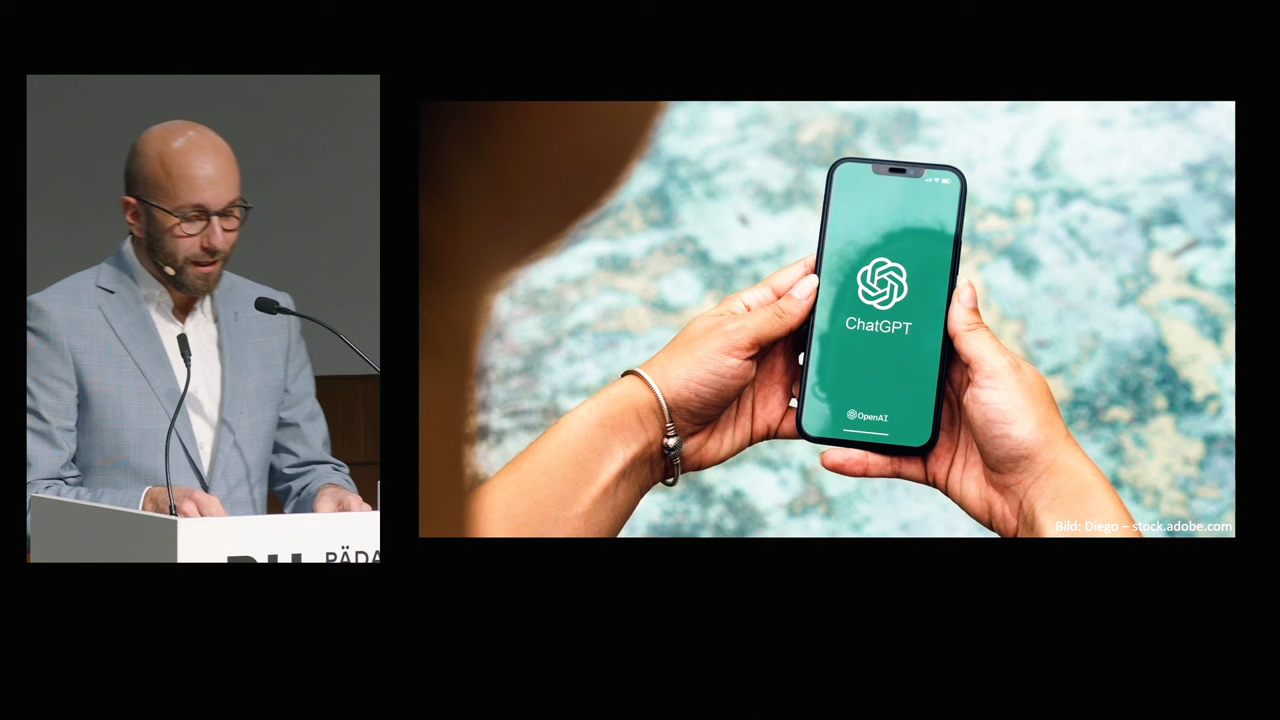 PÄDA
ChatGPT
OpenAI
Bild: Diego – stock.adobe.com